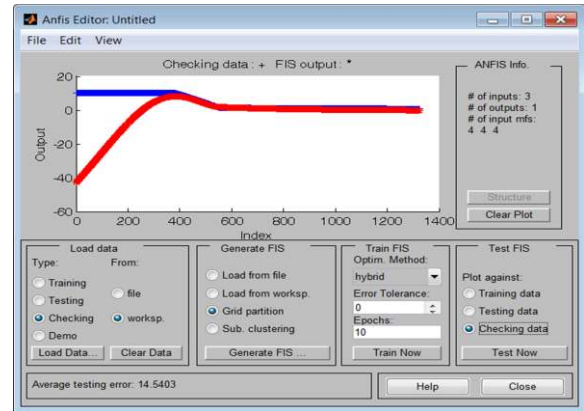 Anfis Editor: Untitled
File Edit View
Checking data : + FIS output : *
20
0
-20
-40
-60
Output
0 200 400 600 800 1000 1200 1400
Index
ANFIS Info.
# of inputs: 3
# of outputs: 1
# of input mfs:
4 4 4
Structure
Clear Plot
Load data
Type: From:
Training
Testing
Checking
Demo
file
worksp.
Load Data... Clear Data
Generate FIS
Load from file
Load from worksp.
Grid partition
Sub. clustering
Generate FIS ...
Train FIS
Optim. Method:
hybrid
Error Tolerance:
0
Epochs:
10
Train Now
Test FIS
Plot against:
Training data
Testing data
Checking data
Test Now
Average testing error: 14.5403
Help Close